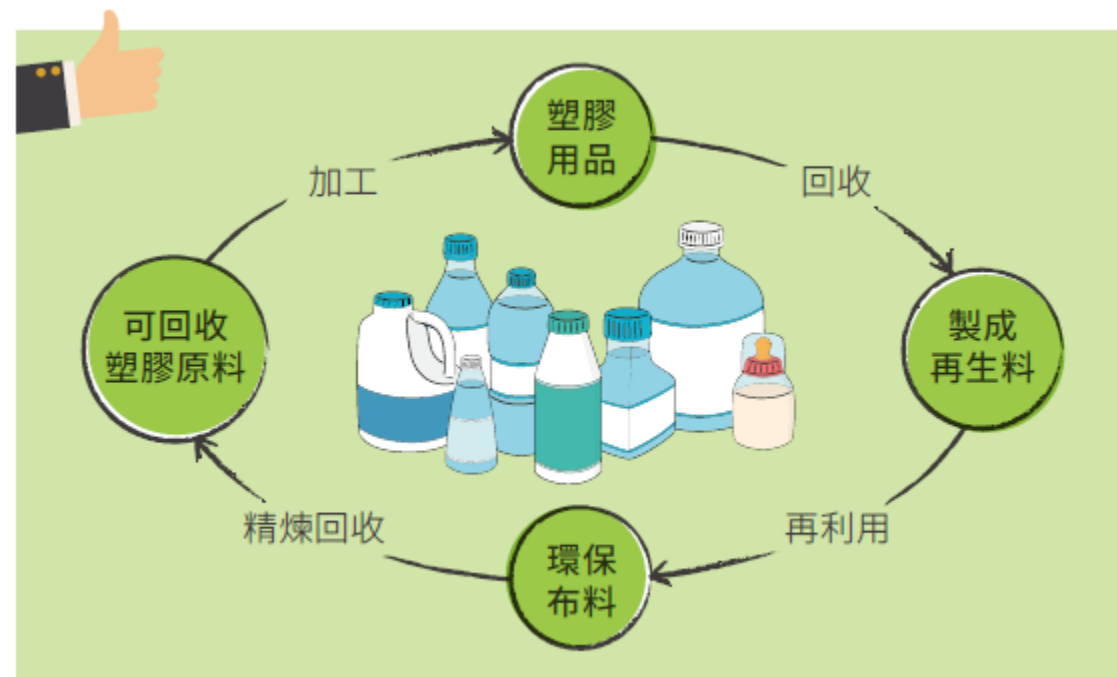 塑膠
用品
回收
製成
再生料
再利用
環保
布料
精煉回收
可回收
塑膠原料
加工